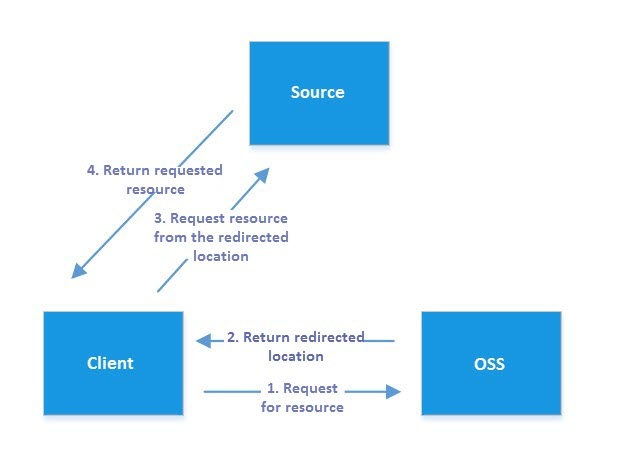 Source
4. Return requested
resource
3. Request resource
from the redirected
location
Client
2. Return redirected
location
OSS
1. Request
for resource